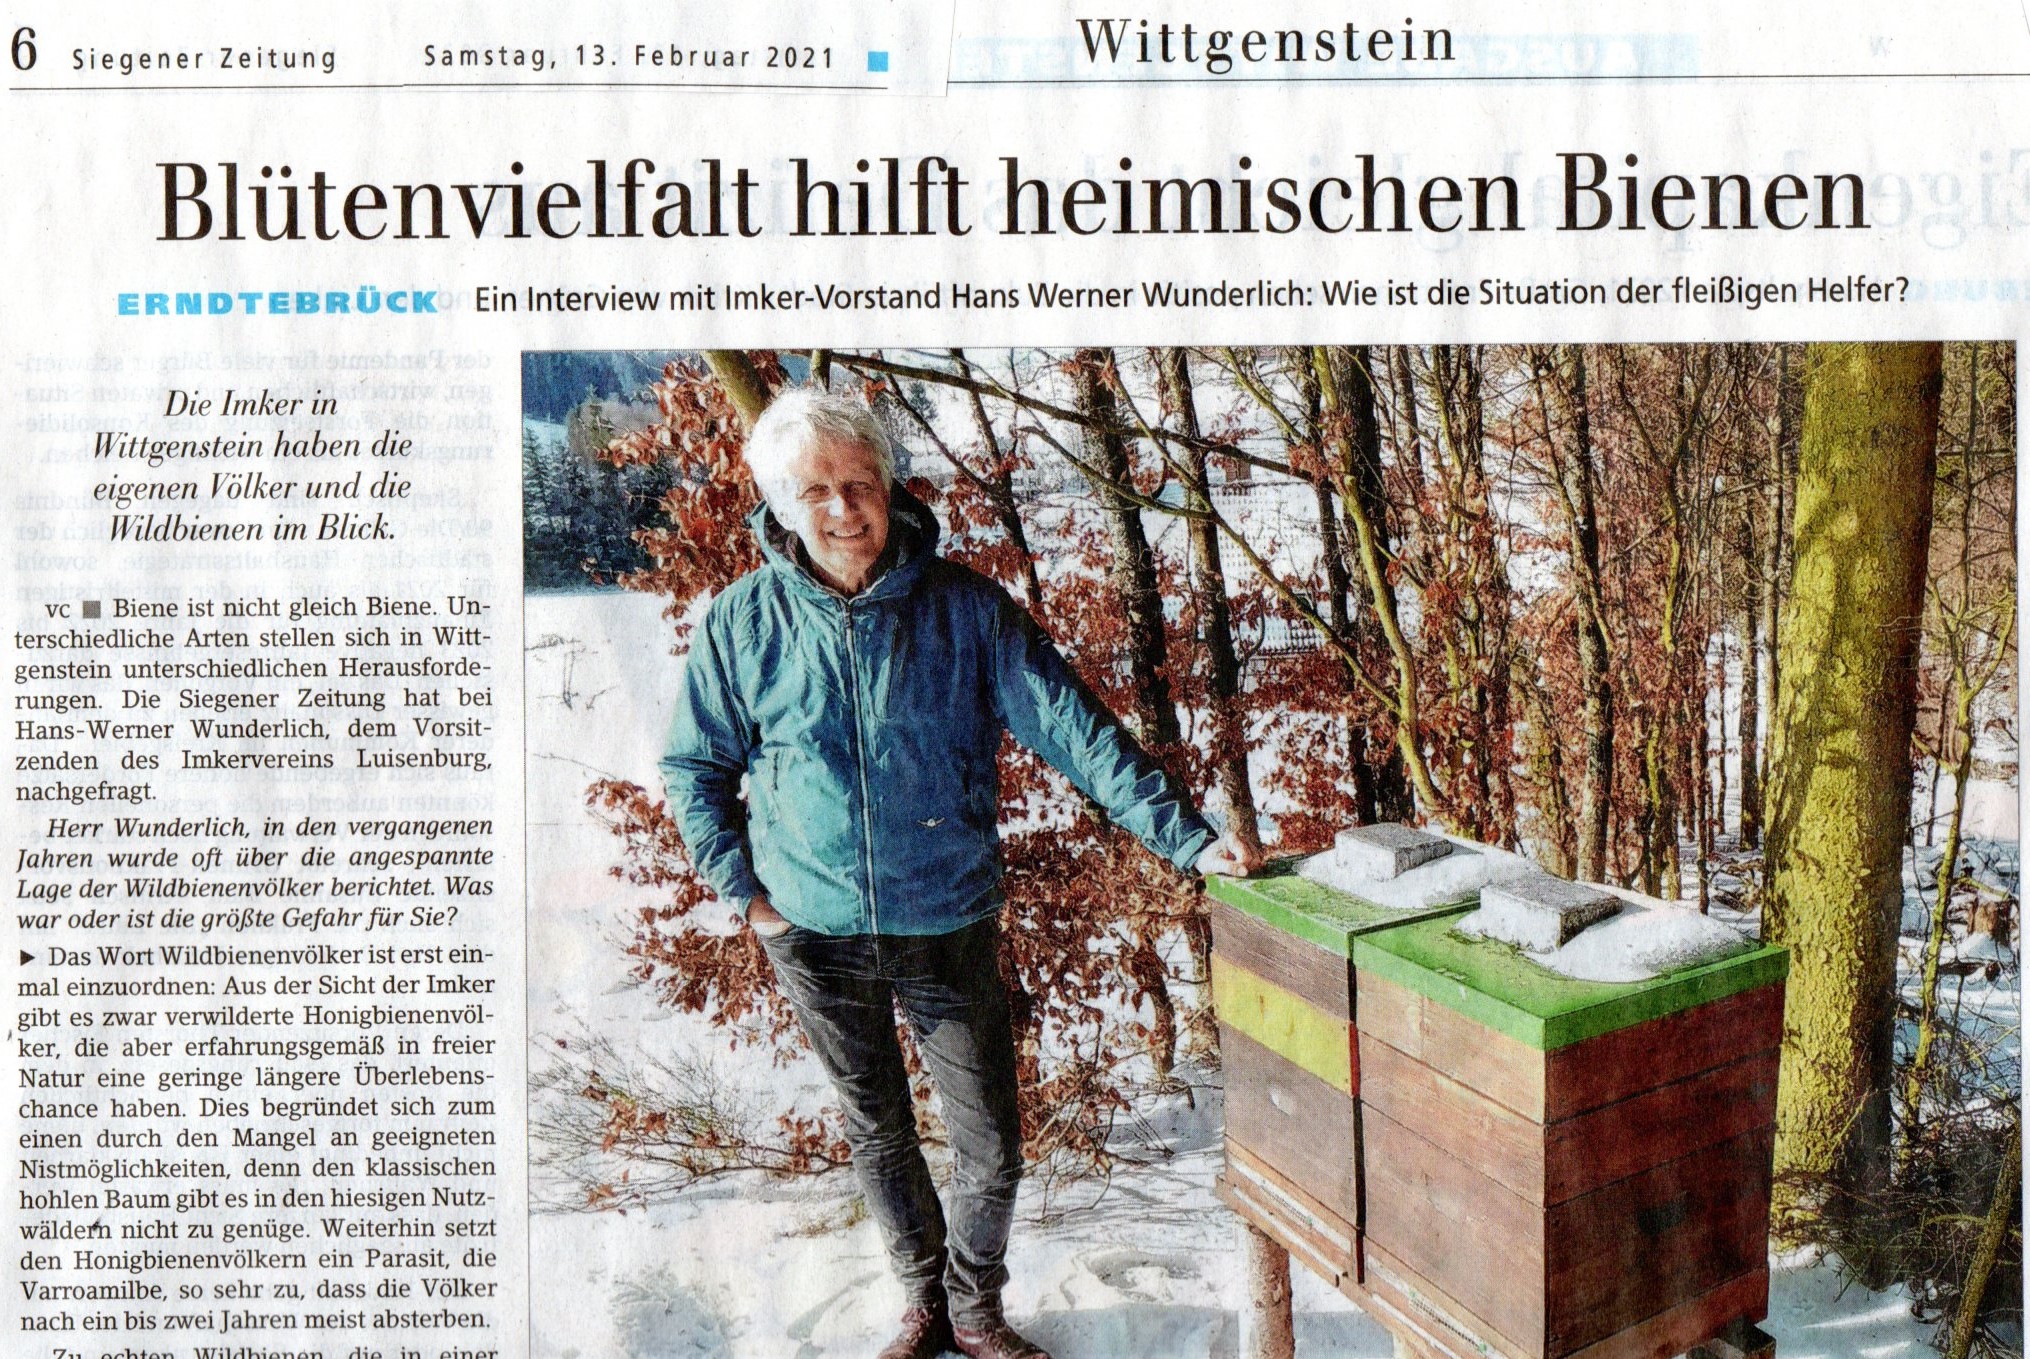 6 Siegener Zeitung Samstag, 13. Februar 2021 Wittgenstein
Blütenvielfalt hilft heimischen Bienen
ERNDTEBRÜCK Ein Interview mit Imker-Vorstand Hans Werner Wunderlich: Wie ist die Situation der fleißigen Helfer?
Die Imker in
Wittgenstein haben die
eigenen Völker und die
Wildbienen im Blick.
vc ■ Biene ist nicht gleich Biene. Un-
terschiedliche Arten stellen sich in Witt-
genstein unterschiedlichen Herausforde-
rungen. Die Siegener Zeitung hat bei
Hans-Werner Wunderlich, dem Vorsit-
zenden des Imkervereins Luisenburg,
nachgefragt.
Herr Wunderlich, in den vergangenen
Jahren wurde oft über die angespannte
Lage der Wildbienenvölker berichtet. Was
war oder ist die größte Gefahr für Sie?
► Das Wort Wildbienenvölker ist erst ein-
mal einzuordnen: Aus der Sicht der Imker
gibt es zwar verwilderte Honigbienenvöl-
ker, die aber erfahrungsgemäß in freier
Natur eine geringe längere Überlebens-
chance haben. Dies begründet sich zum
einen durch den Mangel an geeigneten
Nistmöglichkeiten, denn den klassischen
hohlen Baum gibt es in den hiesigen Nutz-
wäldern nicht zu genüge. Weiterhin setzt
den Honigbienenvölkern ein Parasit, die
Varroamilbe, so sehr zu, dass die Völker
nach ein bis zwei Jahren meist absterben.
Zu echten Wildbienen, die in einer